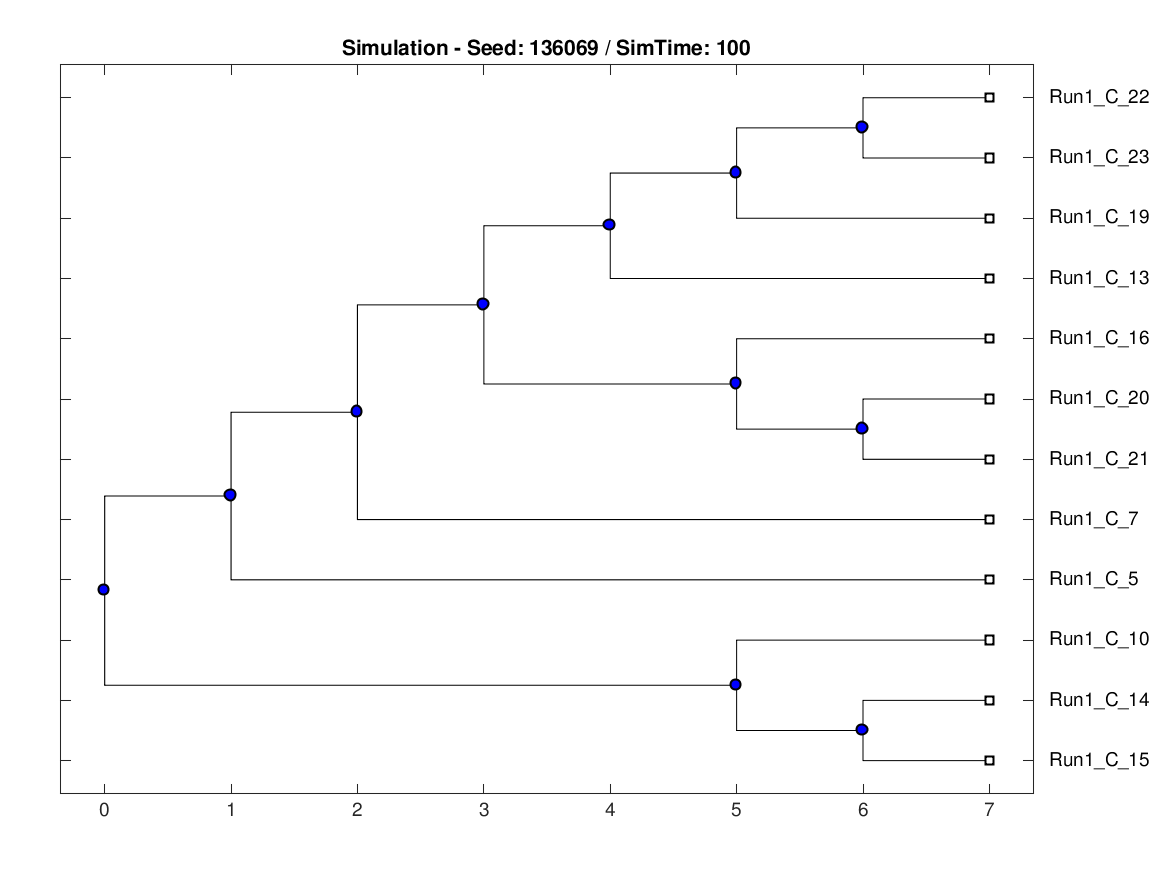 Simulation - Seed: 136069 / SimTime: 100
Run1_C_22
Run1_C_23
Run1_C_19
Run1_C_13
Run1_C_16
Run1_C_20
Run1_C_21
Run1_C_7
Run1_C_5
Run1_C_10
Run1_C_14
Run1_C_15
0 1 2 3 4 5 6 7